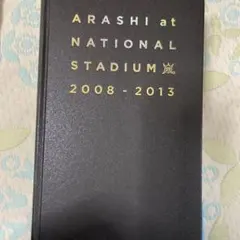 ARASHI at
NATIONAL
STADIUM 嵐
2008 - 2013